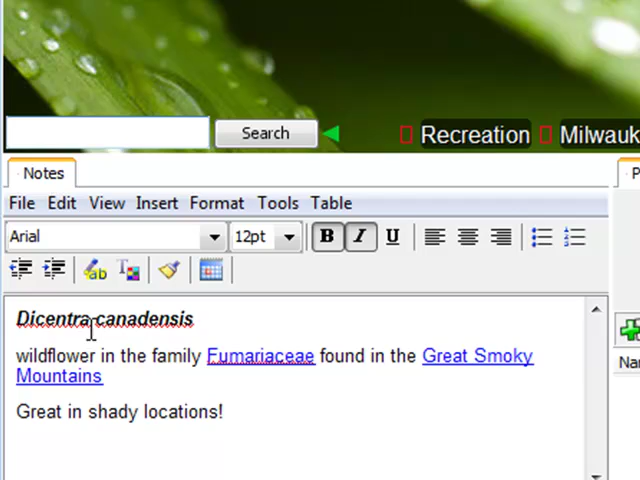 Search
Recreation
Notes
File Edit View Insert Format Tools Table
Arial 12pt B I U
ab T
Dicentra canadensis
wildflower in the family Fumariaceae found in the Great Smoky
Mountains
Great in shady locations!